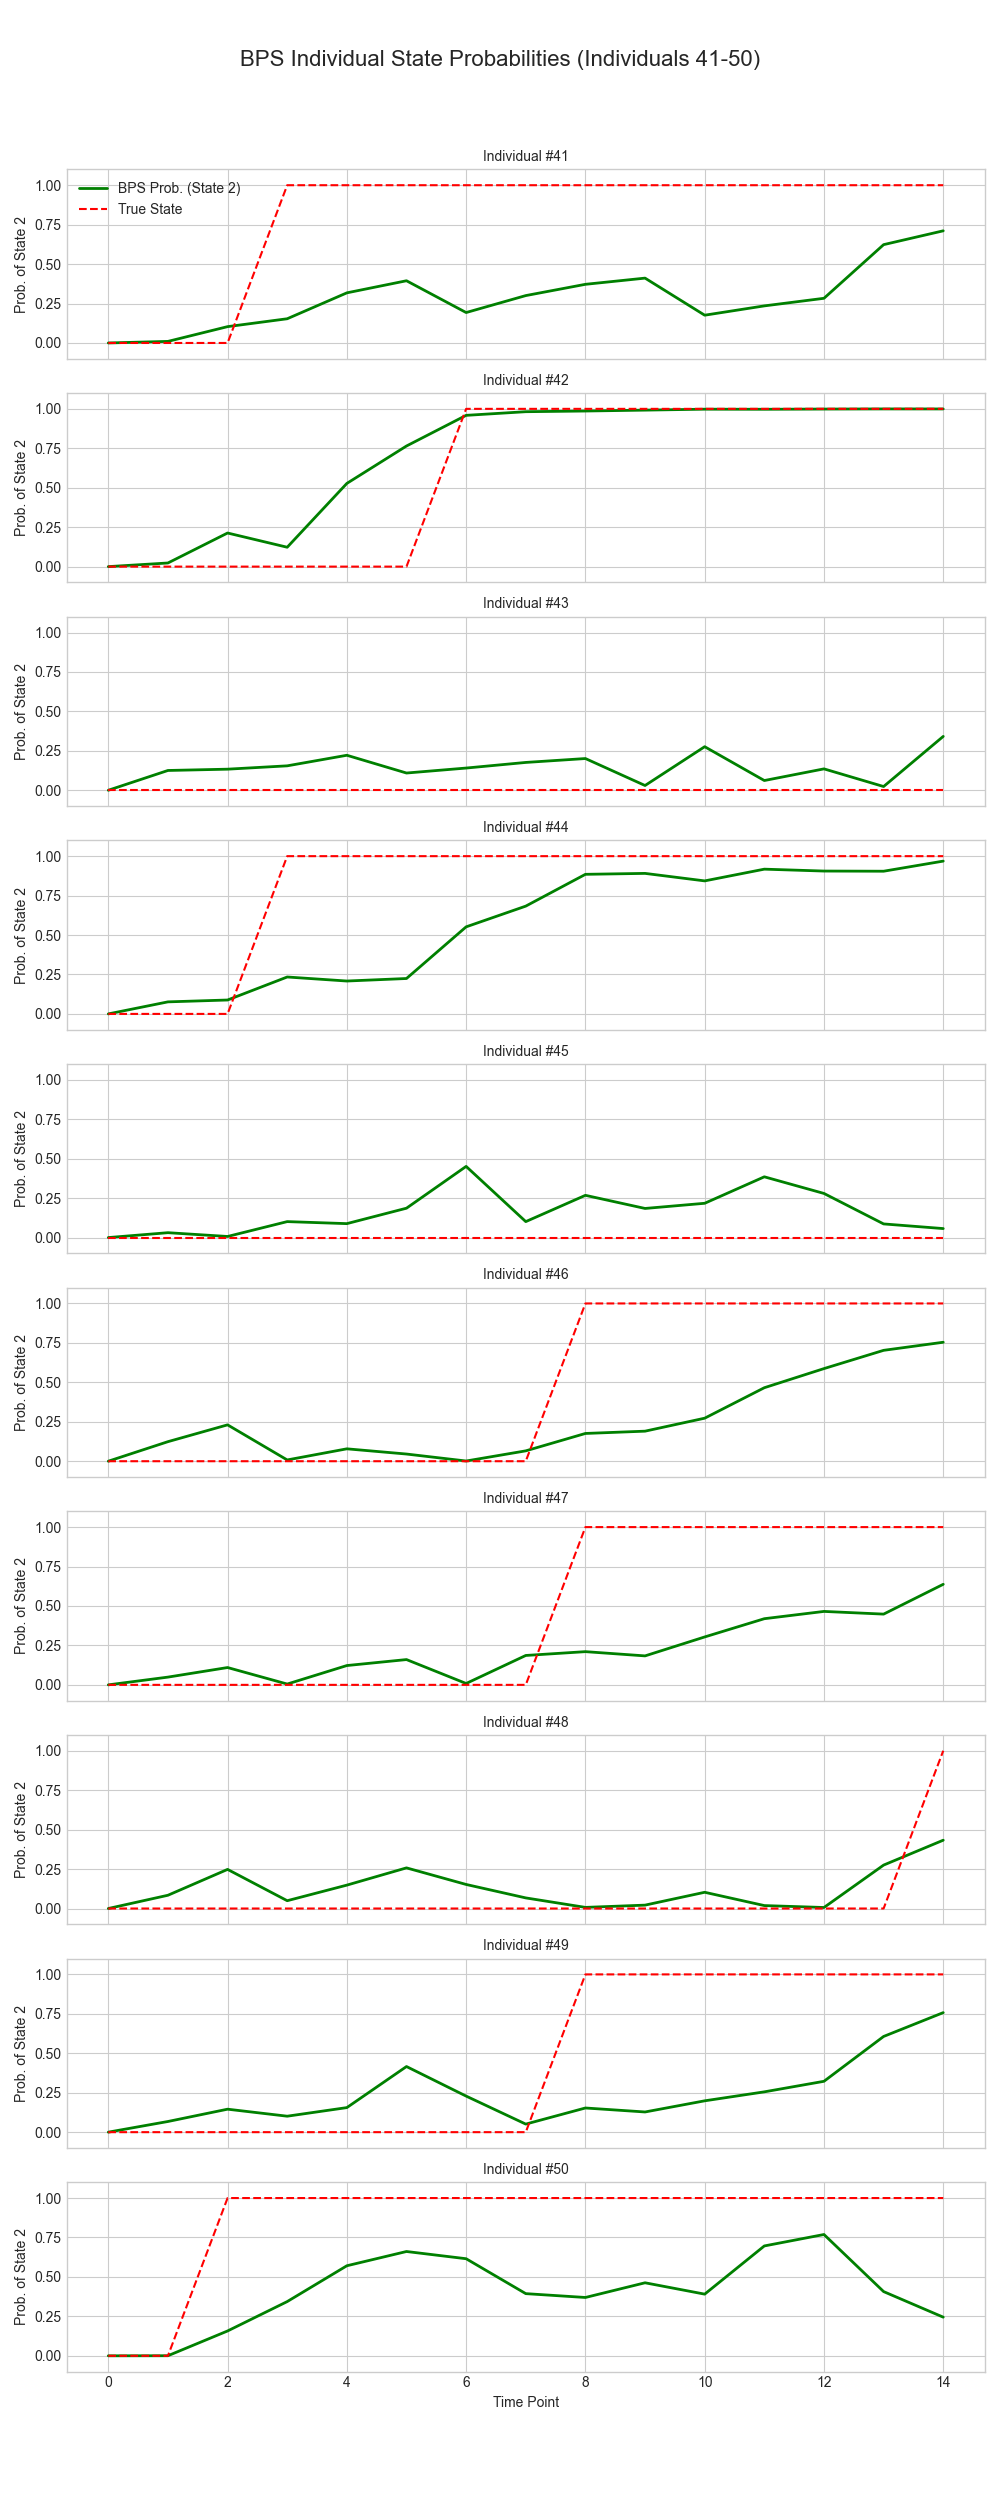 BPS Individual State Probabilities (Individuals 41-50)
Individual #41
BPS Prob. (State 2)
True State
Prob. of State 2
1.00
0.75
0.50
0.25
0.00
Individual #42
Prob. of State 2
1.00
0.75
0.50
0.25
0.00
Individual #43
Prob. of State 2
1.00
0.75
0.50
0.25
0.00
Individual #44
Prob. of State 2
1.00
0.75
0.50
0.25
0.00
Individual #45
Prob. of State 2
1.00
0.75
0.50
0.25
0.00
Individual #46
Prob. of State 2
1.00
0.75
0.50
0.25
0.00
Individual #47
Prob. of State 2
1.00
0.75
0.50
0.25
0.00
Individual #48
Prob. of State 2
1.00
0.75
0.50
0.25
0.00
Individual #49
Prob. of State 2
1.00
0.75
0.50
0.25
0.00
Individual #50
Prob. of State 2
1.00
0.75
0.50
0.25
0.00
0 2 4 6 8 10 12 14
Time Point